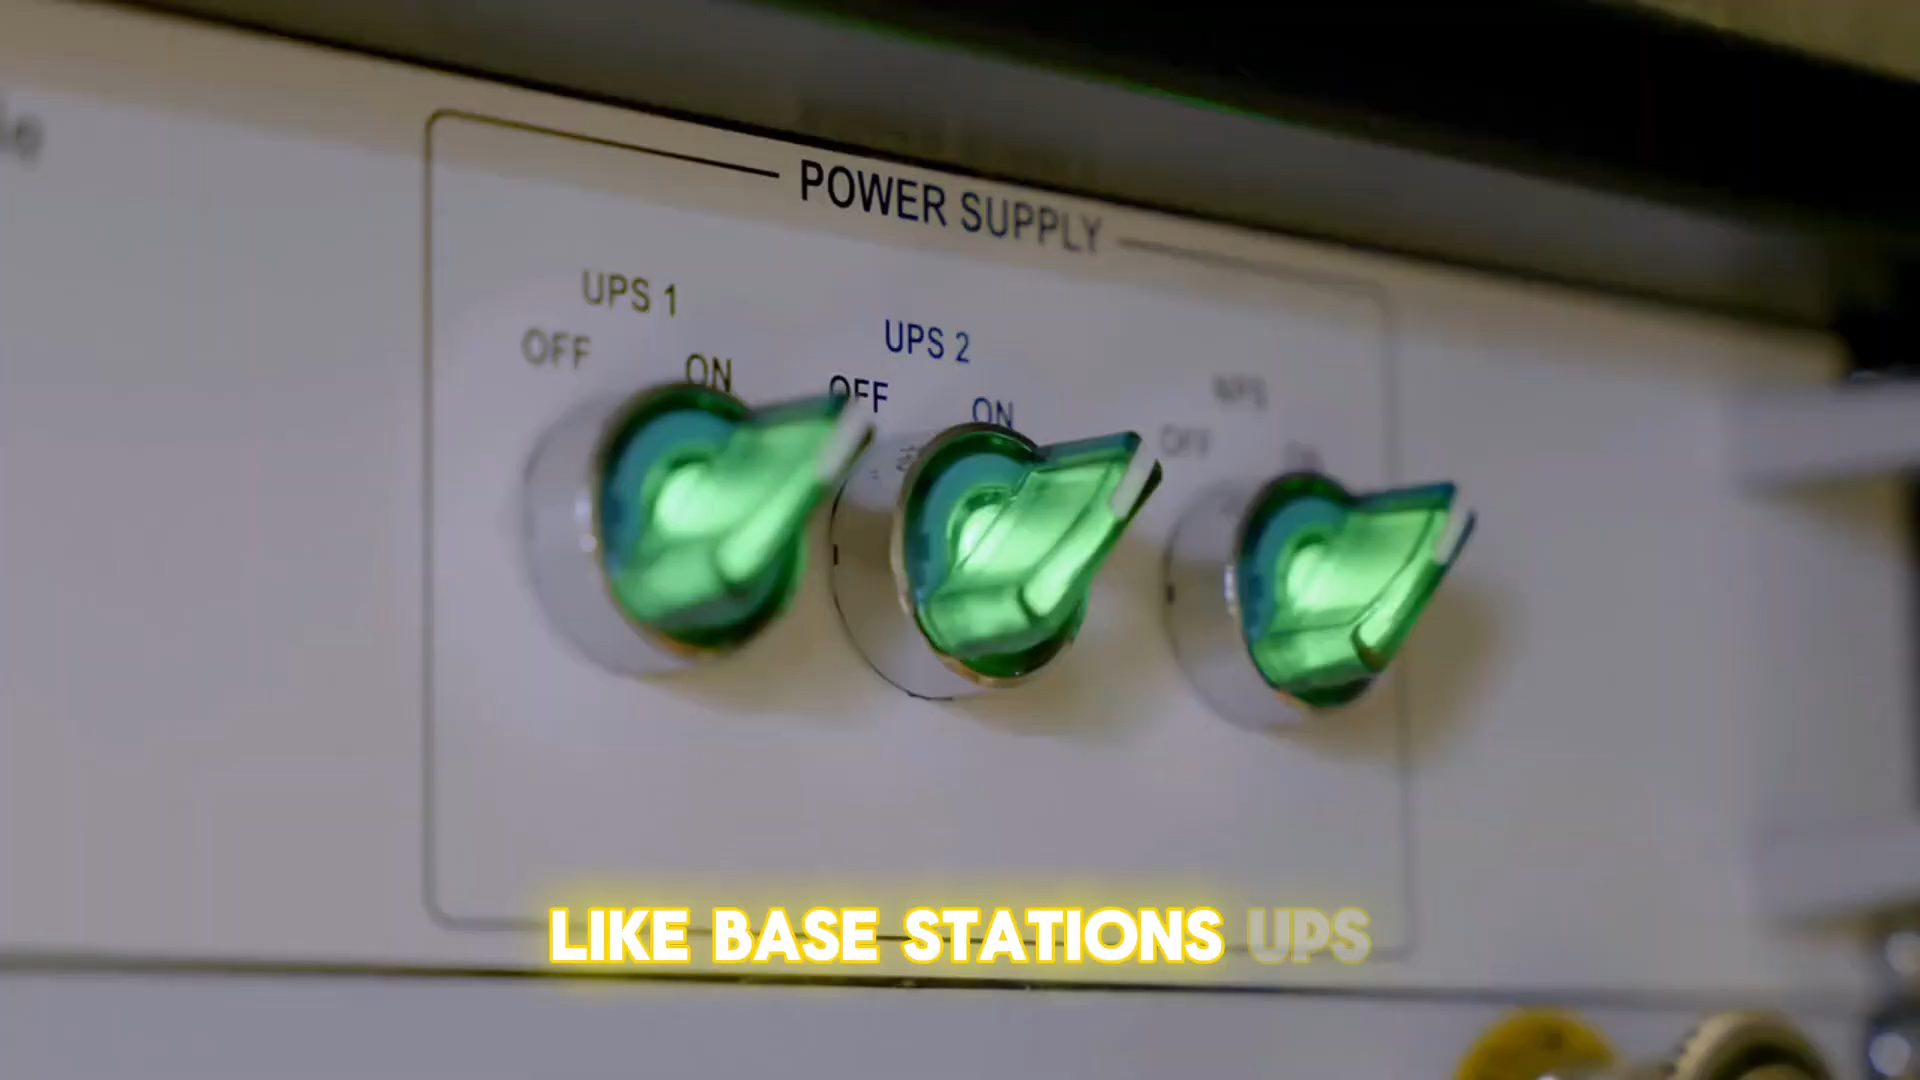 POWER SUPPLY
UPS 1
OFF ON
UPS 2
OFF ON
OFF
LIKE BASE STATIONS UPS